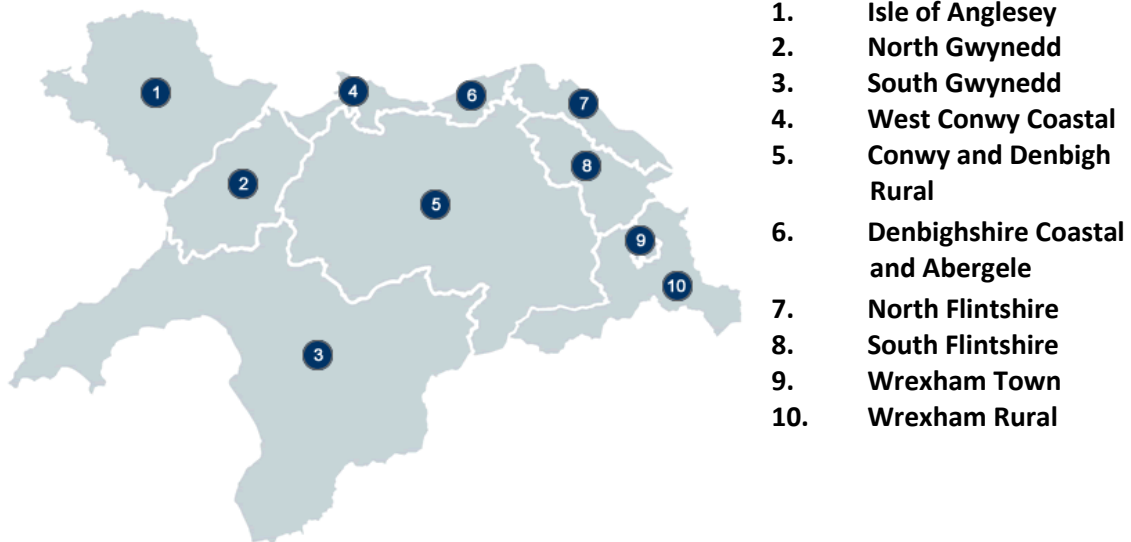 1. Isle of Anglesey
2. North Gwynedd
3. South Gwynedd
4. West Conwy Coastal
5. Conwy and Denbigh
Rural
6. Denbighshire Coastal
and Abergele
7. North Flintshire
8. South Flintshire
9. Wrexham Town
10. Wrexham Rural
1
4
6
7
8
2
5
9
10
3